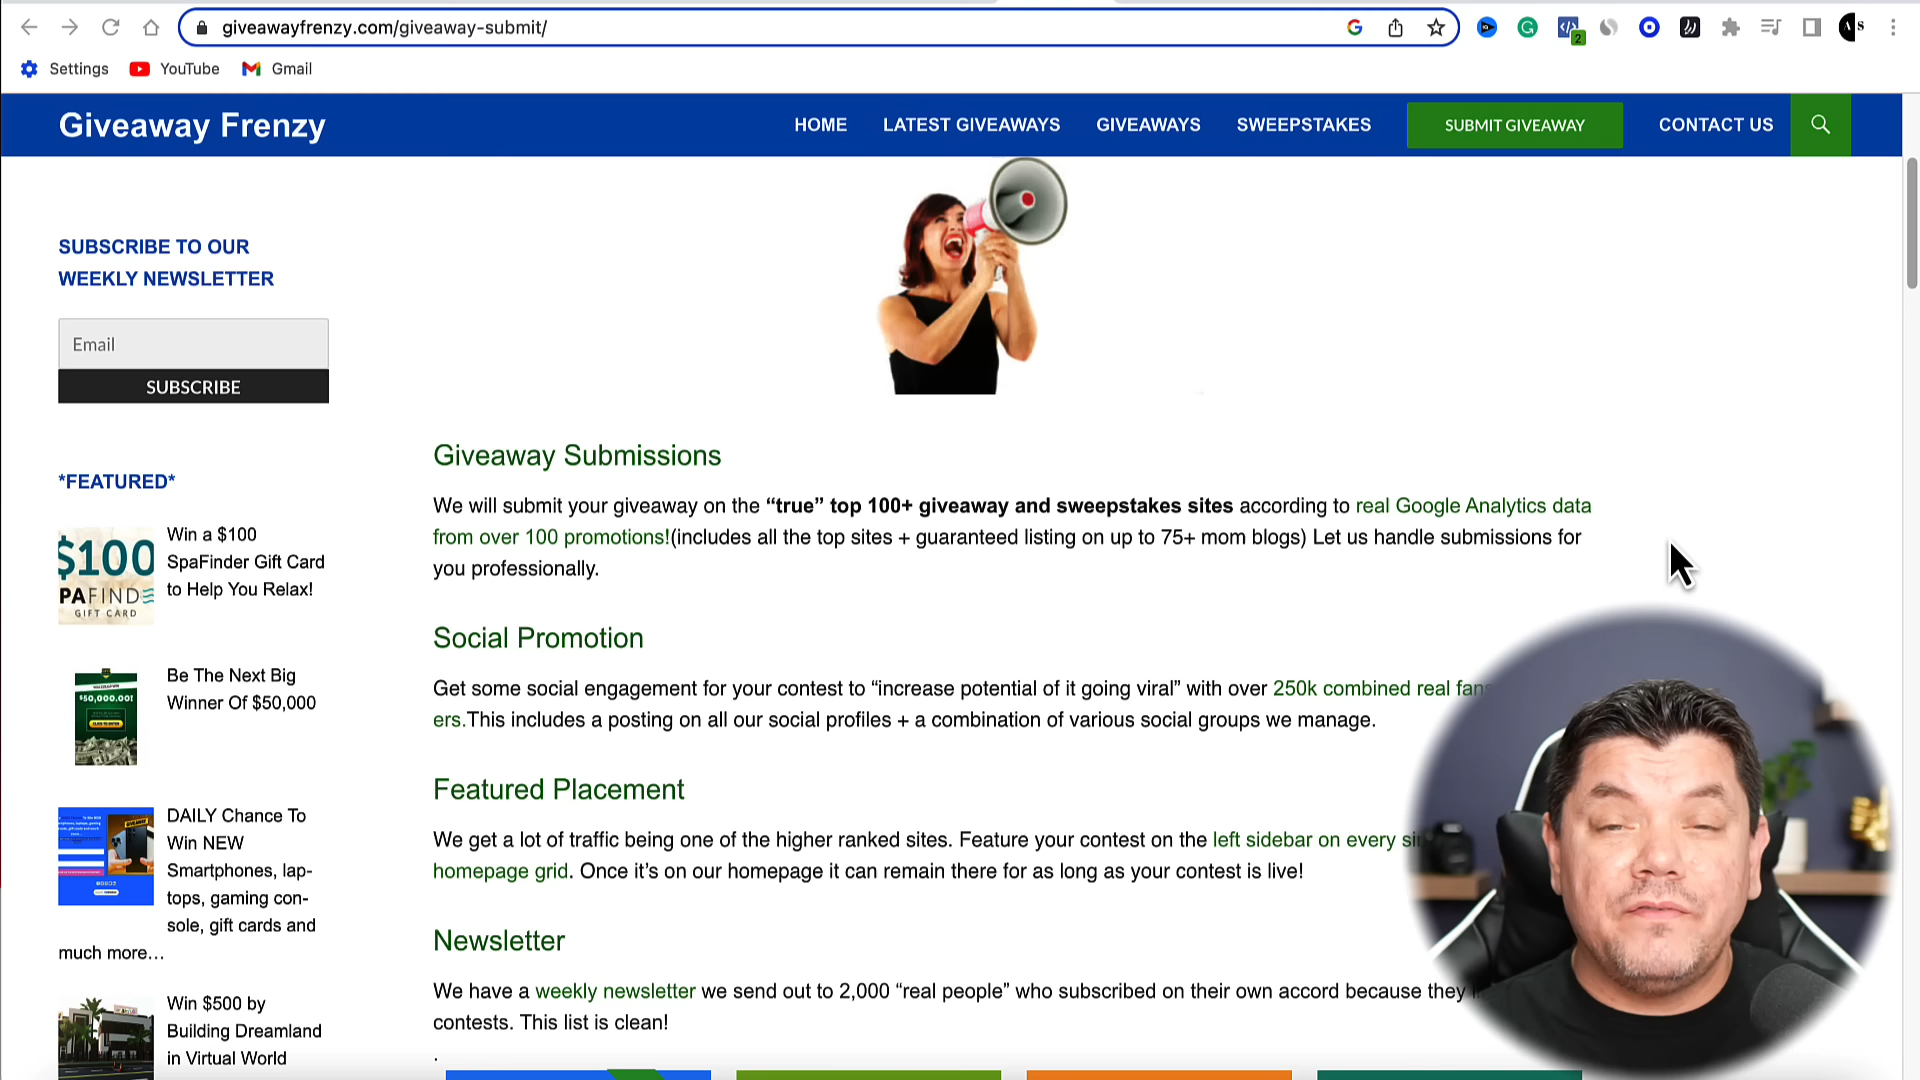 giveawayfrenzy.com/giveaway-submit/
2
Settings
YouTube
Gmail
Giveaway Frenzy
HOME
LATEST GIVEAWAYS
GIVEAWAYS
SWEEPSTAKES
SUBMIT GIVEAWAY
CONTACT US
SUBSCRIBE TO OUR
WEEKLY NEWSLETTER
Email
SUBSCRIBE
*FEATURED*
$100
PAFIND
GIFT CARD
Win a $100
SpaFinder Gift Card
to Help You Relax!
Be The Next Big
Winner Of $50,000
DAILY Chance To
Win NEW
Smartphones, lap-
tops, gaming con-
sole, gift cards and
much more…
Win $500 by
Building Dreamland
in Virtual World
Giveaway Submissions
We will submit your giveaway on the “true” top 100+ giveaway and sweepstakes sites according to real Google Analytics data
from over 100 promotions!(includes all the top sites + guaranteed listing on up to 75+ mom blogs) Let us handle submissions for
you professionally.
Social Promotion
Get some social engagement for your contest to “increase potential of it going viral” with over 250k combined real fans
ers.This includes a posting on all our social profiles + a combination of various social groups we manage.
Featured Placement
We get a lot of traffic being one of the higher ranked sites. Feature your contest on the left sidebar on every
homepage grid. Once it’s on our homepage it can remain there for as long as your contest is live!
Newsletter
We have a weekly newsletter we send out to 2,000 “real people” who subscribed on their own accord because they
contests. This list is clean!
.